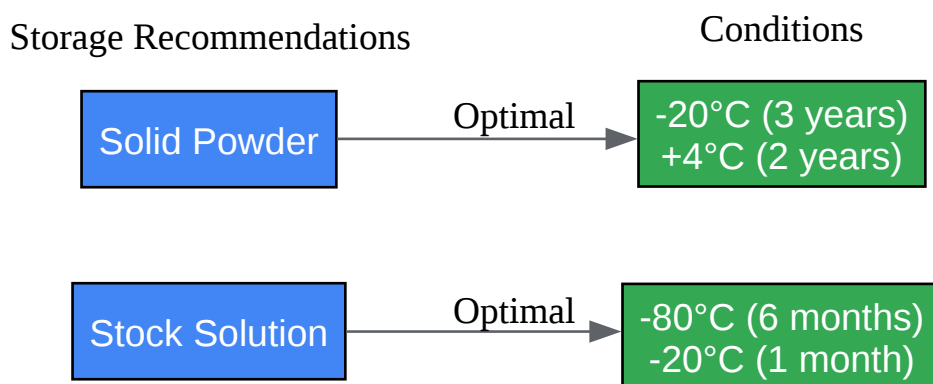 Storage Recommendations
Conditions
Solid Powder
Optimal
-20°C (3 years)
+4°C (2 years)
Stock Solution
Optimal
-80°C (6 months)
-20°C (1 month)